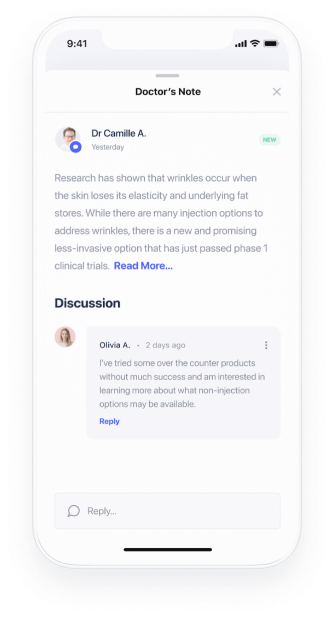 9:41
Doctor's Note
Dr Camille A.
Yesterday
NEW
Research has shown that wrinkles occur when
the skin loses its elasticity and underlying fat
stores. While there are many injection options to
address wrinkles, there is a new and promising
less-invasive option that has just passed phase 1
clinical trials. Read More...
Discussion
Olivia A. • 2 days ago
I've tried some over the counter products
without much success and am interested in
learning more about what non-injection
options may be available.
Reply
Reply...